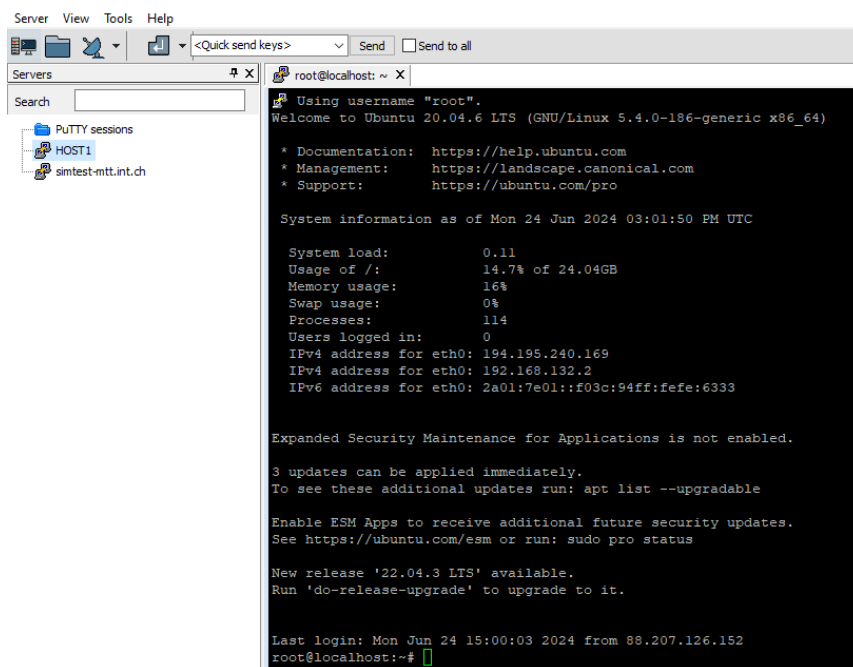 Server View Tools Help
<Quick send keys> Send Send to all
Servers
Search
PuTTY sessions
HOST1
simtest-mtt.int.ch
root@localhost: ~ X
Using username "root".
Welcome to Ubuntu 20.04.6 LTS (GNU/Linux 5.4.0-186-generic x86_64)
* Documentation: https://help.ubuntu.com
* Management: https://landscape.canonical.com
* Support: https://ubuntu.com/pro
System information as of Mon 24 Jun 2024 03:01:50 PM UTC
System load: 0.11
Usage of /: 14.7% of 24.04GB
Memory usage: 16%
Swap usage: 0%
Processes: 114
Users logged in: 0
IPv4 address for eth0: 194.195.240.169
IPv4 address for eth0: 192.168.132.2
IPv6 address for eth0: 2a01:7e01::f03c:94ff:fefe:6333
Expanded Security Maintenance for Applications is not enabled.
3 updates can be applied immediately.
To see these additional updates run: apt list --upgradable
Enable ESM Apps to receive additional future security updates.
See https://ubuntu.com/esm or run: sudo pro status
New release '22.04.3 LTS' available.
Run 'do-release-upgrade' to upgrade to it.
Last login: Mon Jun 24 15:00:03 2024 from 88.207.126.152
root@localhost:~#